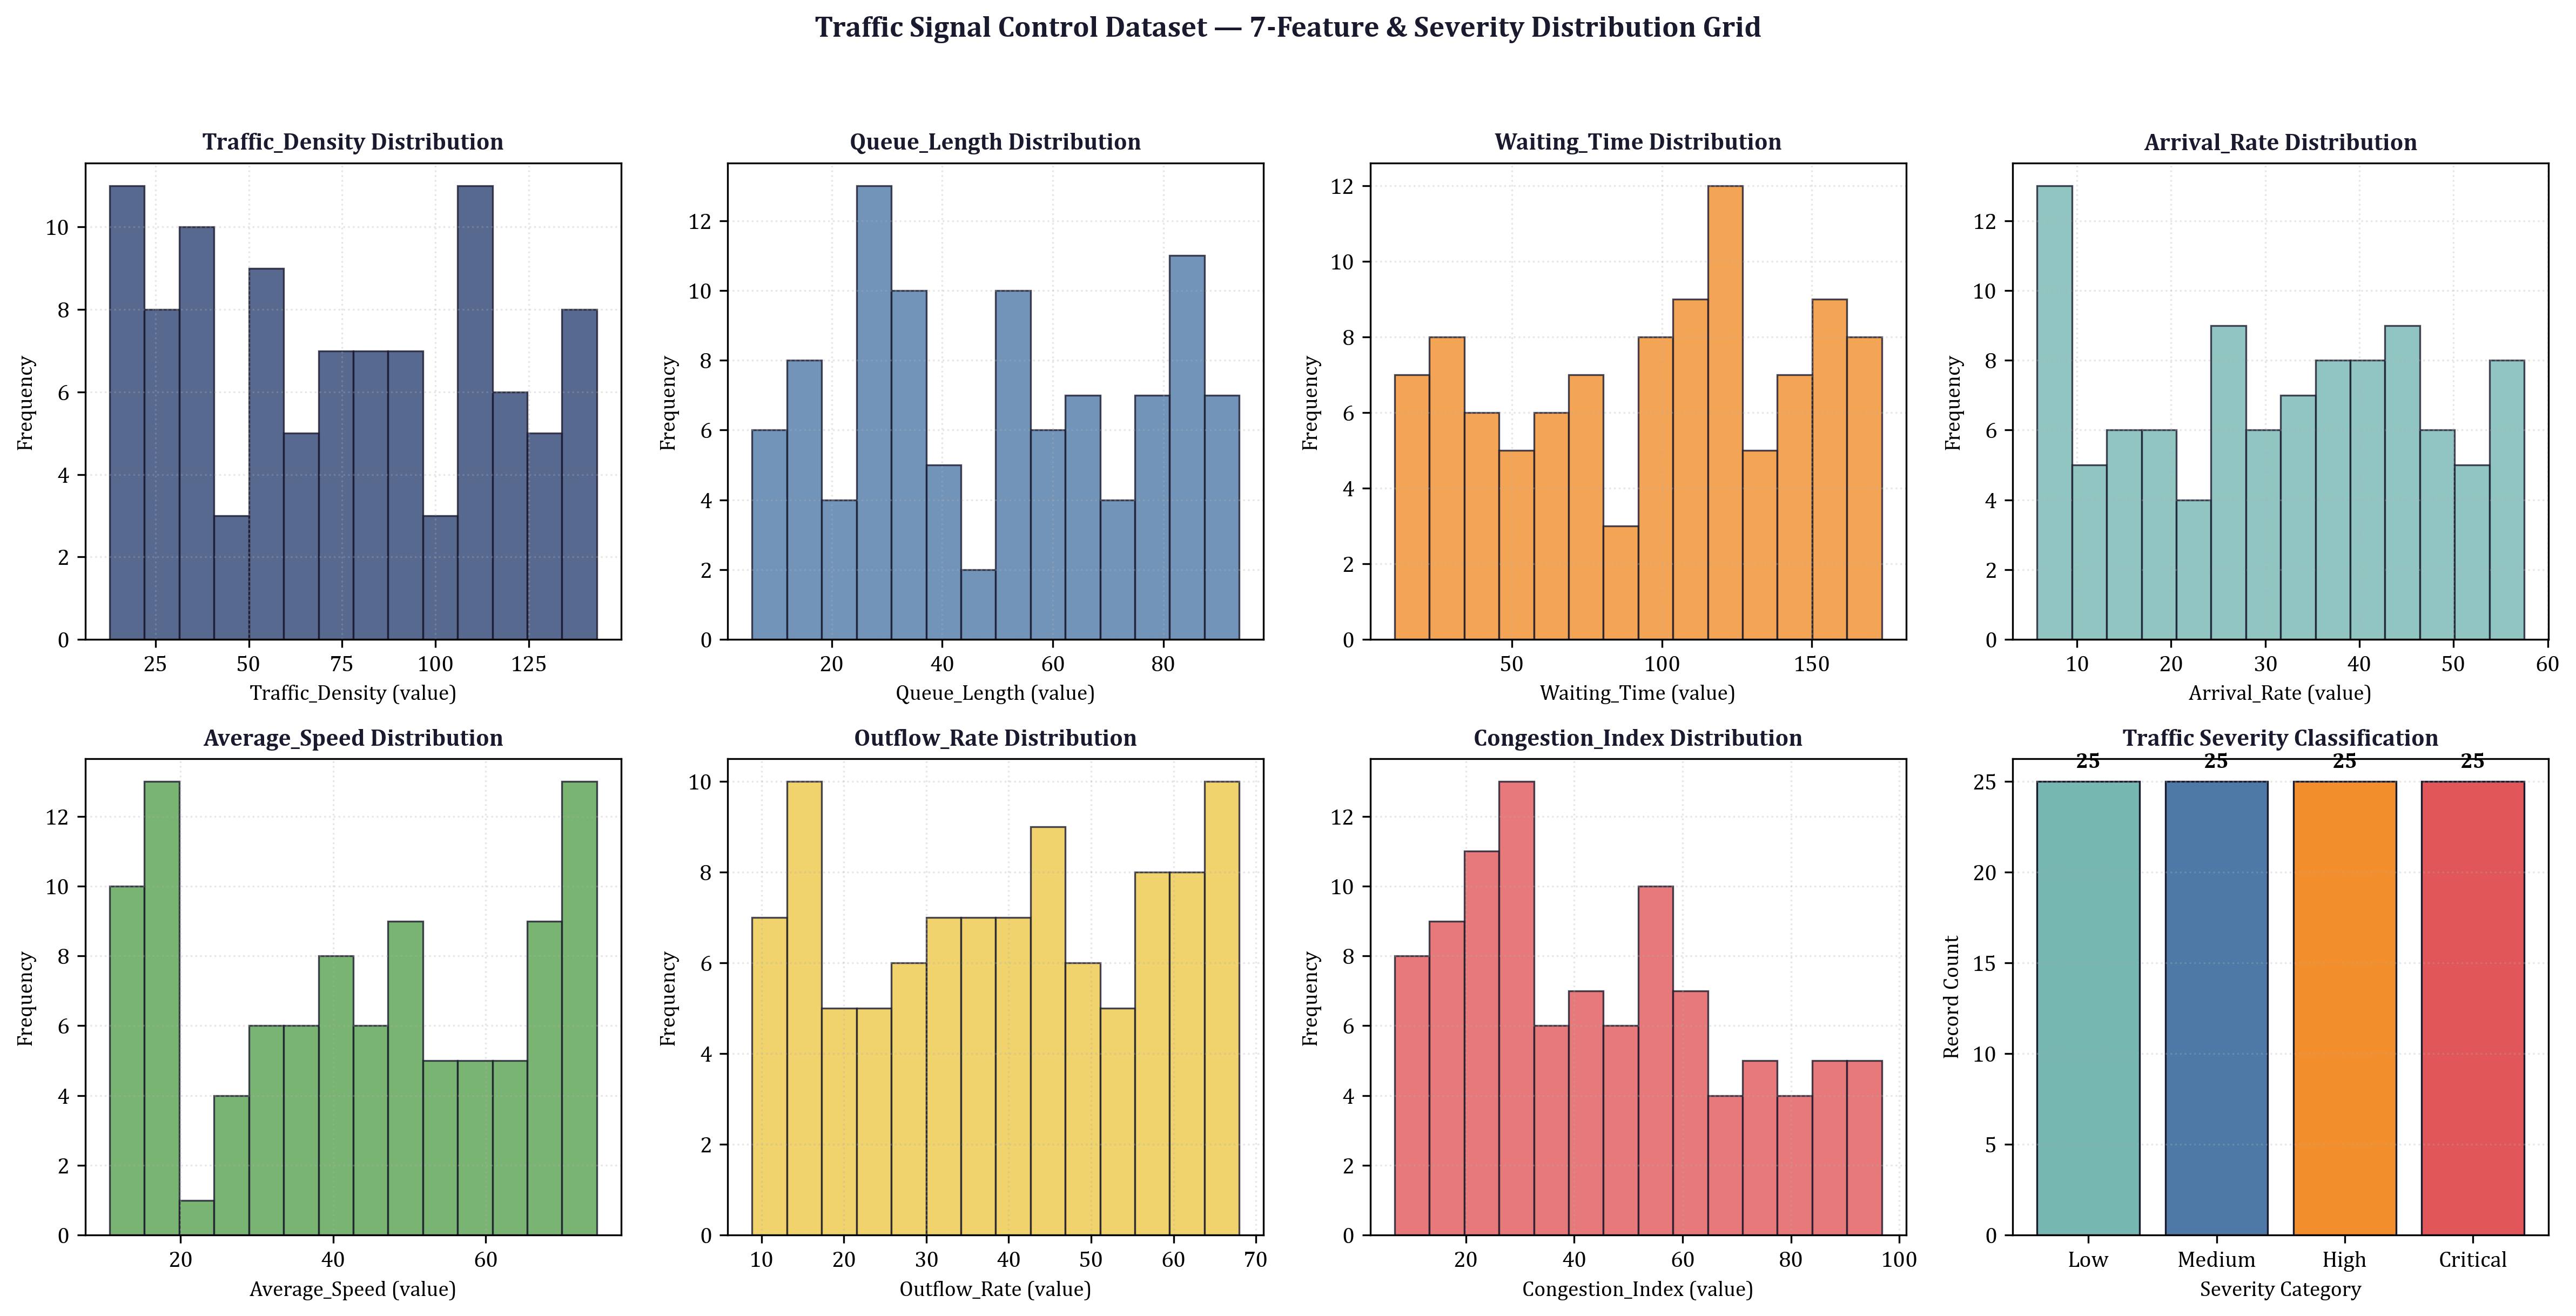 Traffic Signal Control Dataset — 7-Feature & Severity Distribution Grid
Traffic_Density Distribution
Frequency
10
8
6
4
2
0
25 50 75 100 125
Traffic_Density (value)
Queue_Length Distribution
Frequency
12
10
8
6
4
2
0
20 40 60 80
Queue_Length (value)
Waiting_Time Distribution
Frequency
12
10
8
6
4
2
0
50 100 150
Waiting_Time (value)
Arrival_Rate Distribution
Frequency
12
10
8
6
4
2
0
10 20 30 40 50 60
Arrival_Rate (value)
Average_Speed Distribution
Frequency
12
10
8
6
4
2
0
20 40 60
Average_Speed (value)
Outflow_Rate Distribution
Frequency
10
8
6
4
2
0
10 20 30 40 50 60 70
Outflow_Rate (value)
Congestion_Index Distribution
Frequency
12
10
8
6
4
2
0
20 40 60 80 100
Congestion_Index (value)
Traffic Severity Classification
25 25 25 25
Record Count
25
20
15
10
5
0
Low Medium High Critical
Severity Category